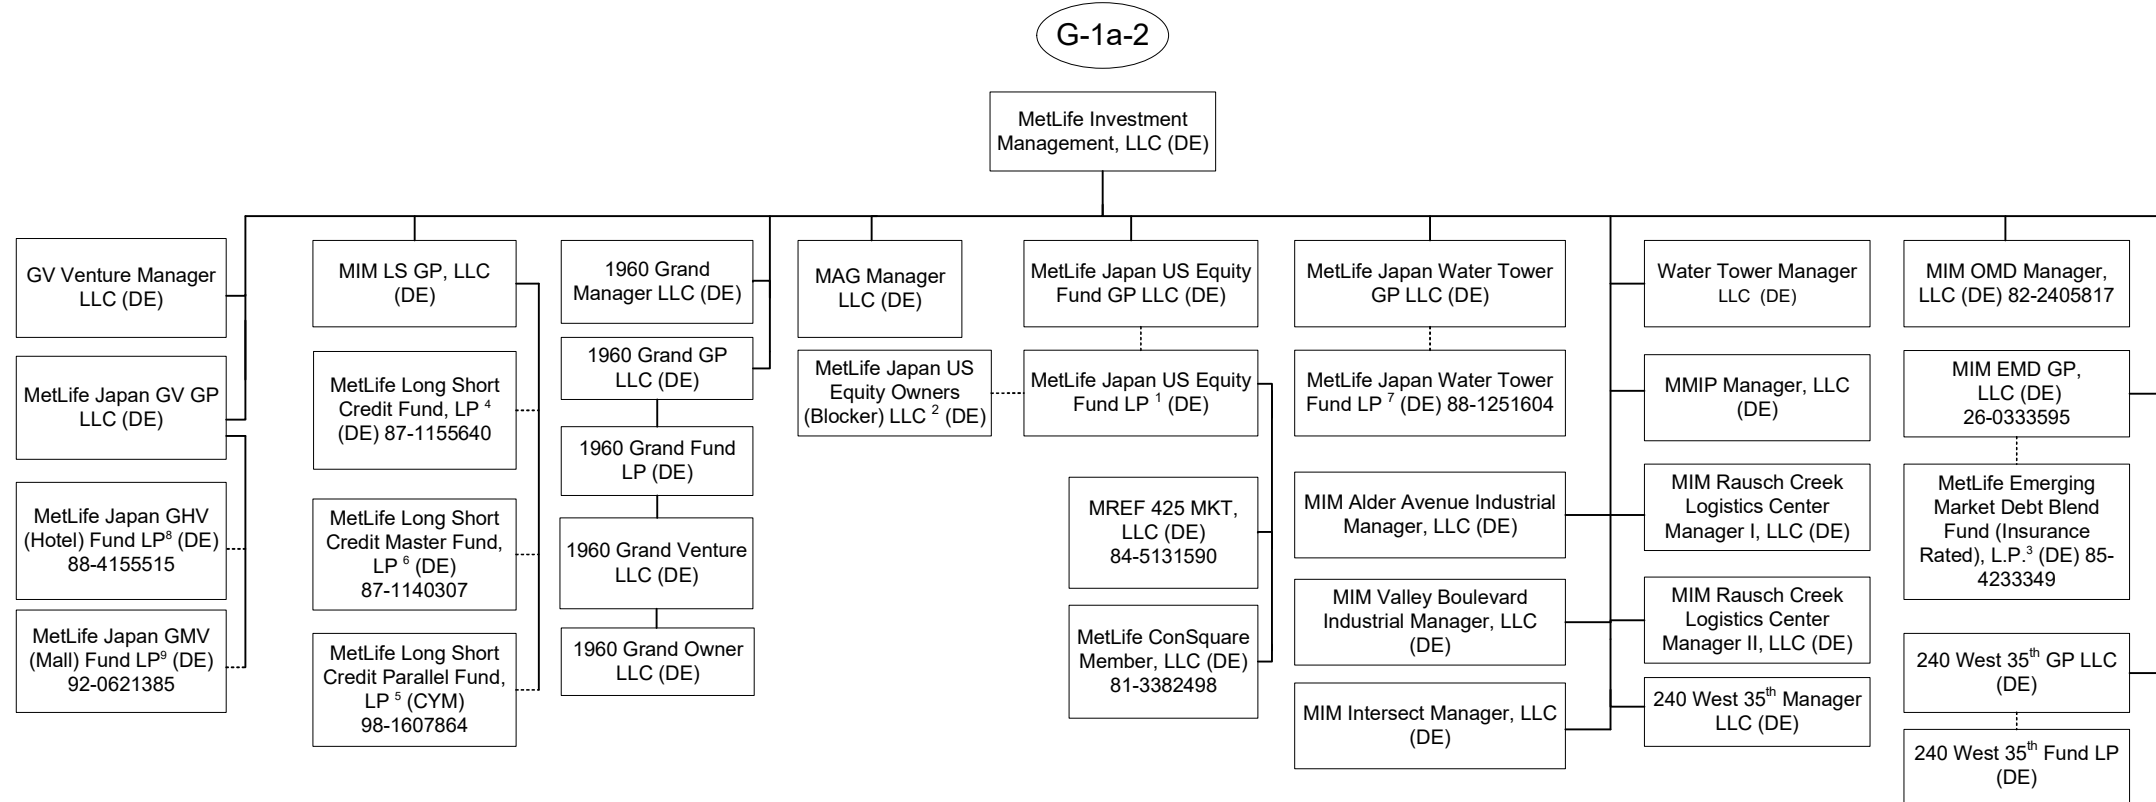 G-1a-2
MetLife Investment
Management, LLC (DE)
GV Venture Manager
LLC (DE)
MetLife Japan GV GP
LLC (DE)
MetLife Japan GHV
(Hotel) Fund LP8 (DE)
88-4155515
MetLife Japan GMV
(Mall) Fund LP9 (DE)
92-0621385
MIM LS GP, LLC
(DE)
MetLife Long Short
Credit Fund, LP 4
(DE) 87-1155640
MetLife Long Short
Credit Master Fund,
LP 6 (DE)
87-1140307
MetLife Long Short
Credit Parallel Fund,
LP 5 (CYM)
98-1607864
1960 Grand
Manager LLC (DE)
1960 Grand GP
LLC (DE)
1960 Grand Fund
LP (DE)
1960 Grand Venture
LLC (DE)
1960 Grand Owner
LLC (DE)
MAG Manager
LLC (DE)
MetLife Japan US
Equity Owners
(Blocker) LLC 2 (DE)
MetLife Japan US Equity
Fund GP LLC (DE)
MetLife Japan US Equity
Fund LP 1 (DE)
MREF 425 MKT,
LLC (DE)
84-5131590
MetLife ConSquare
Member, LLC (DE)
81-3382498
MetLife Japan Water Tower
GP LLC (DE)
MetLife Japan Water Tower
Fund LP 7 (DE) 88-1251604
MIM Alder Avenue Industrial
Manager, LLC (DE)
MIM Valley Boulevard
Industrial Manager, LLC
(DE)
MIM Intersect Manager, LLC
(DE)
Water Tower Manager
LLC (DE)
MMIP Manager, LLC
(DE)
MIM Rausch Creek
Logistics Center
Manager I, LLC (DE)
MIM Rausch Creek
Logistics Center
Manager II, LLC (DE)
240 West 35th Manager
LLC (DE)
MIM OMD Manager,
LLC (DE) 82-2405817
MIM EMD GP,
LLC (DE)
26-0333595
MetLife Emerging
Market Debt Blend
Fund (Insurance
Rated), L.P.3 (DE) 85-
4233349
240 West 35th GP LLC
(DE)
240 West 35th Fund LP
(DE)